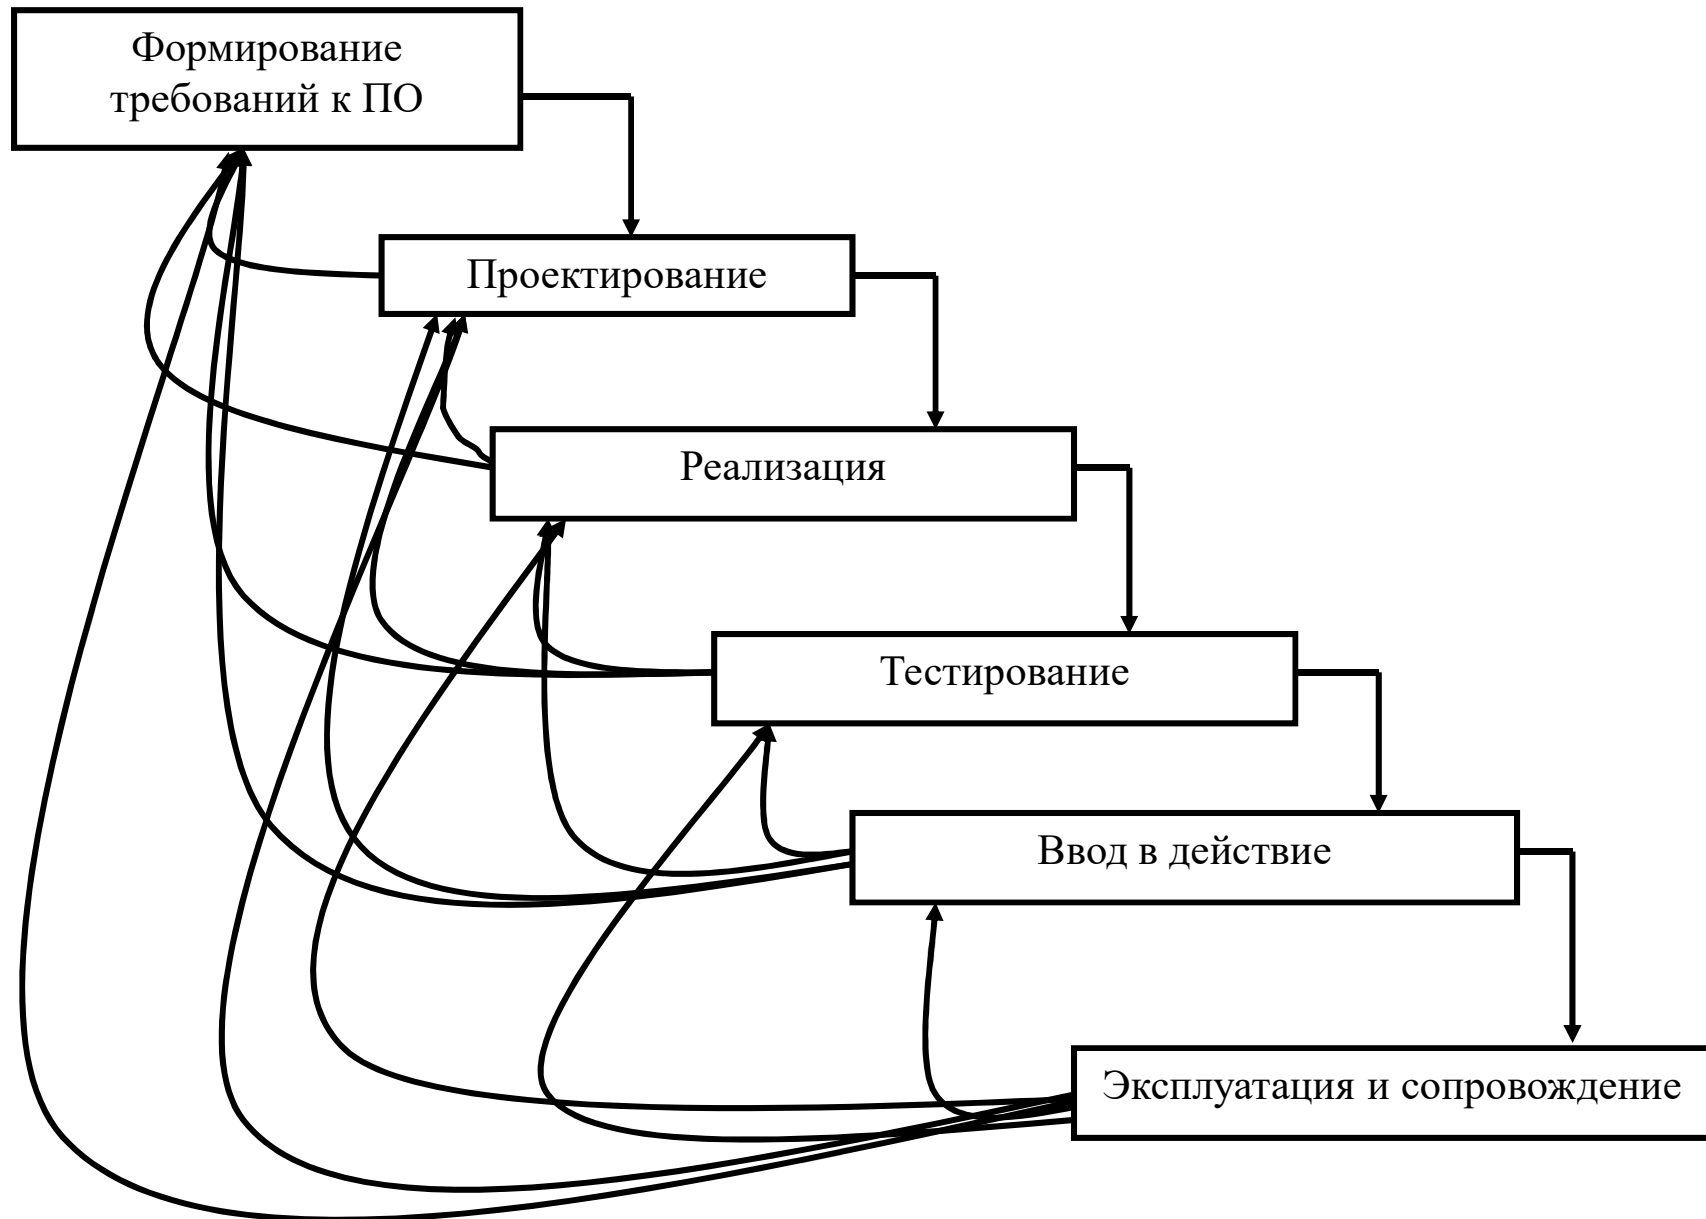 Формирование
требований к ПО
Проектирование
Реализация
Тестирование
Ввод в действие
Эксплуатация и сопровождение